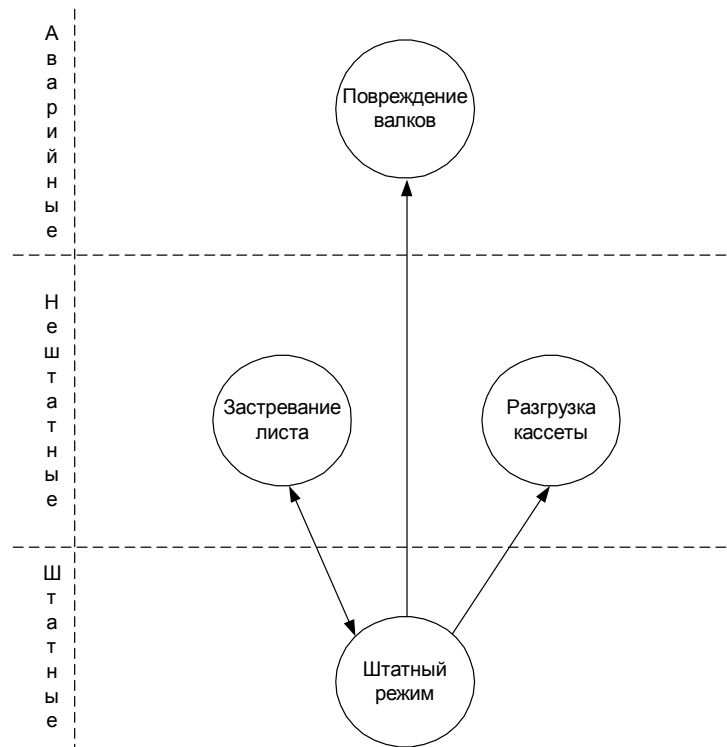 Аварийные
Повреждение
валков
Нештатные
Застревание
листа
Разгрузка
кассеты
Штатные
Штатный
режим